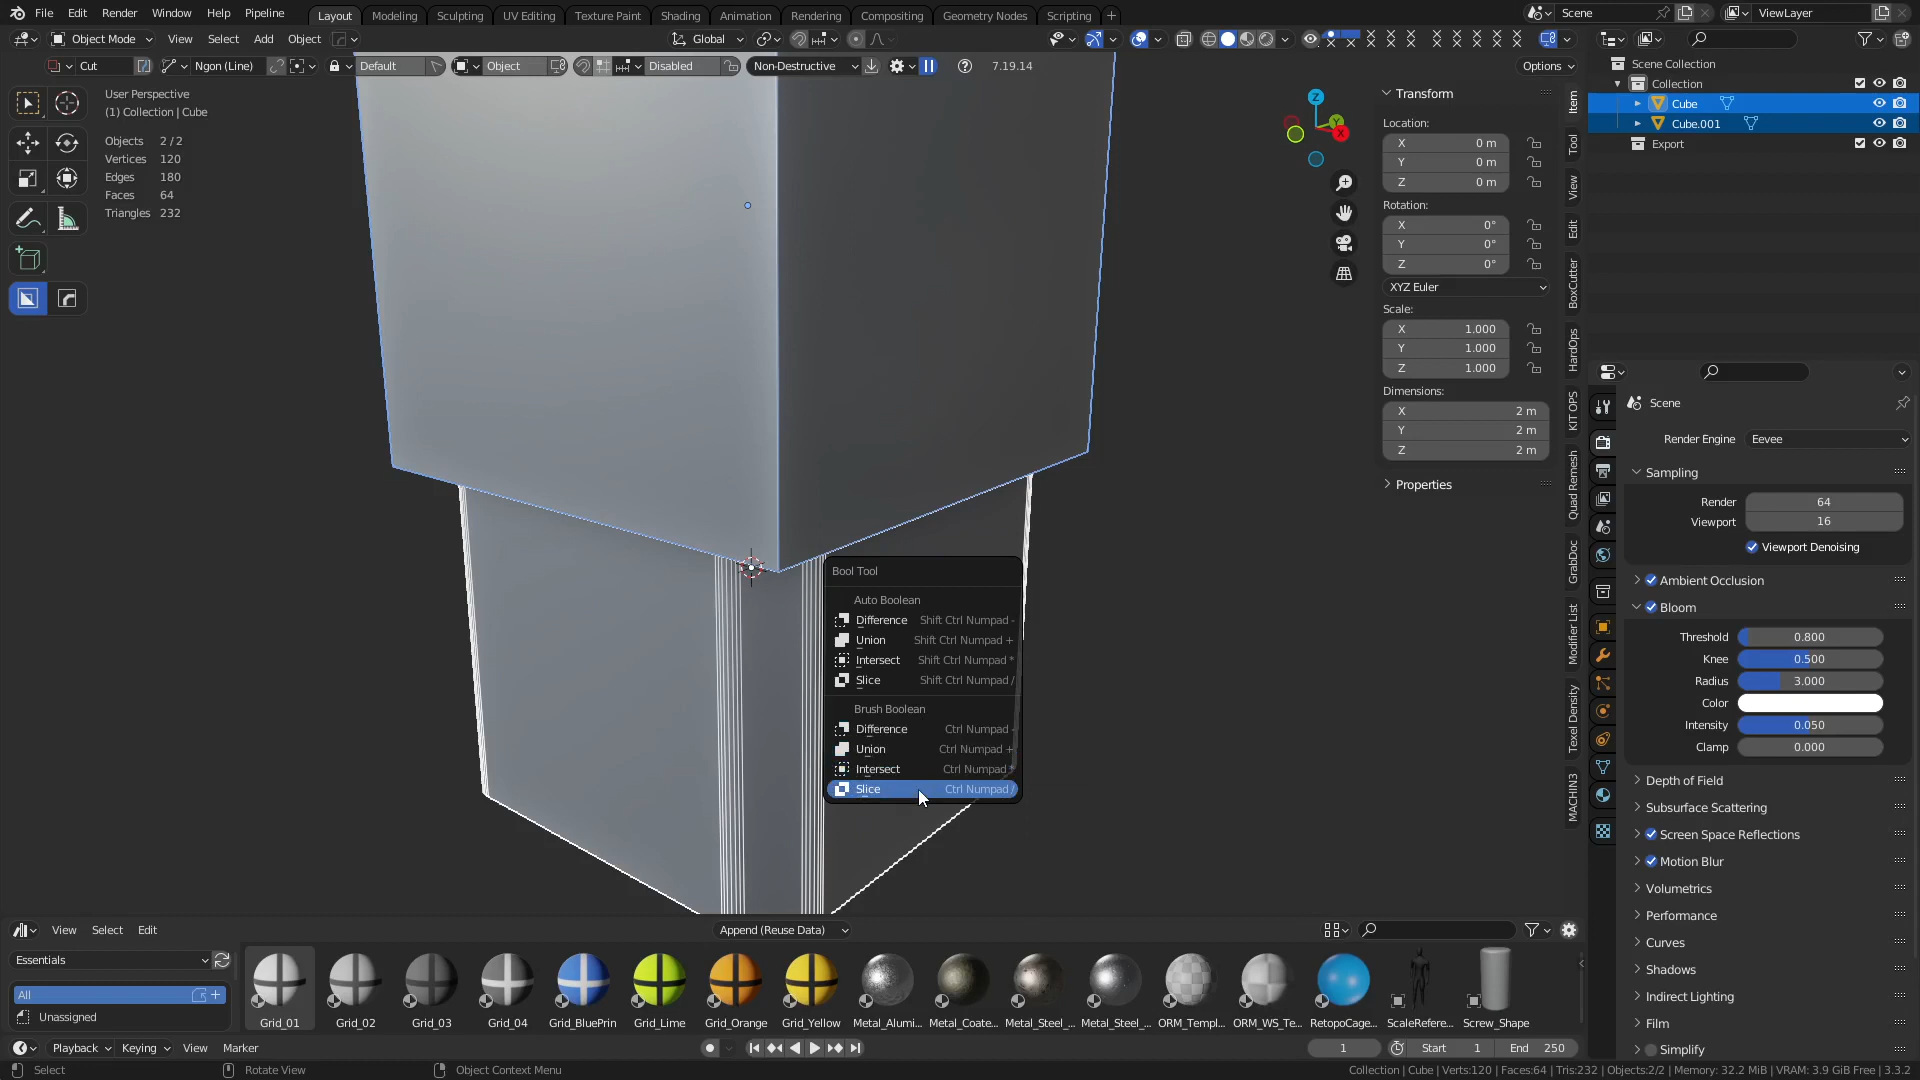 File Edit Render Window Help Pipeline Layout Modeling Sculpting UV Editing Texture Paint Shading Animation Rendering Compositing Geometry Nodes Scripting + Scene ViewLayer
Object Mode View Select Add Object Global
Cut Ngon (Line) Default Object Disabled Non-Destructive 7.19.14 Options
User Perspective
(1) Collection | Cube
Objects 2 / 2
Vertices 120
Edges 180
Faces 64
Triangles 232
Z
Y
X
Transform
Location:
X 0 m
Y 0 m
Z 0 m
Rotation:
X 0°
Y 0°
Z 0°
XYZ Euler
Scale:
X 1.000
Y 1.000
Z 1.000
Dimensions:
X 2 m
Y 2 m
Z 2 m
Properties
Item
Tool
View
Edit
BoxCutter
HardOps
KIT OPS
Quad Remesh
GrabDoc
Modifier List
Texel Density
MACHIN3
Bool Tool
Auto Boolean
Difference Shift Ctrl Numpad -
Union Shift Ctrl Numpad +
Intersect Shift Ctrl Numpad *
Slice Shift Ctrl Numpad /
Brush Boolean
Difference Ctrl Numpad -
Union Ctrl Numpad +
Intersect Ctrl Numpad *
Slice Ctrl Numpad /
Scene Collection
Collection
Cube
Cube.001
Export
Scene
Render Engine Eevee
Sampling
Render 64
Viewport 16
Viewport Denoising
Ambient Occlusion
Bloom
Threshold 0.800
Knee 0.500
Radius 3.000
Color
Intensity 0.050
Clamp 0.000
Depth of Field
Subsurface Scattering
Screen Space Reflections
Motion Blur
Volumetrics
Performance
Curves
Shadows
Indirect Lighting
Film
Simplify
View Select Edit Append (Reuse Data)
Essentials
All
Unassigned
Grid_01 Grid_02 Grid_03 Grid_04 Grid_BluePrin Grid_Lime Grid_Orange Grid_Yellow Metal_Alumi... Metal_Coate... Metal_Steel_... Metal_Steel_... ORM_Templ... ORM_WS_Te... RetopoCage... ScaleRefere... Screw_Shape
Playback Keying View Marker 1 Start 1 End 250
Select Rotate View Object Context Menu Collection | Cube | Verts:120 | Faces:64 | Tris:232 | Objects:2/2 | Memory: 32.2 MiB | VRAM: 3.9 GiB Free | 3.3.2